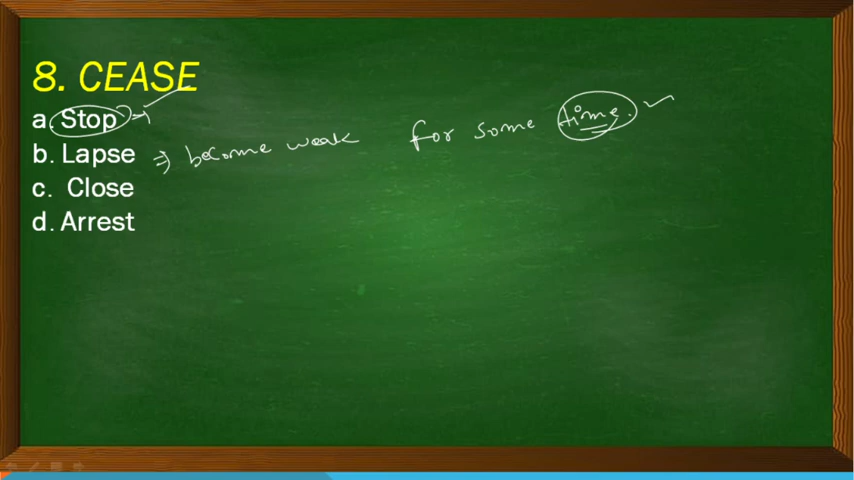 8. CEASE
a. Stop
b. Lapse ⇒ become weak for some time.
c. Close
d. Arrest